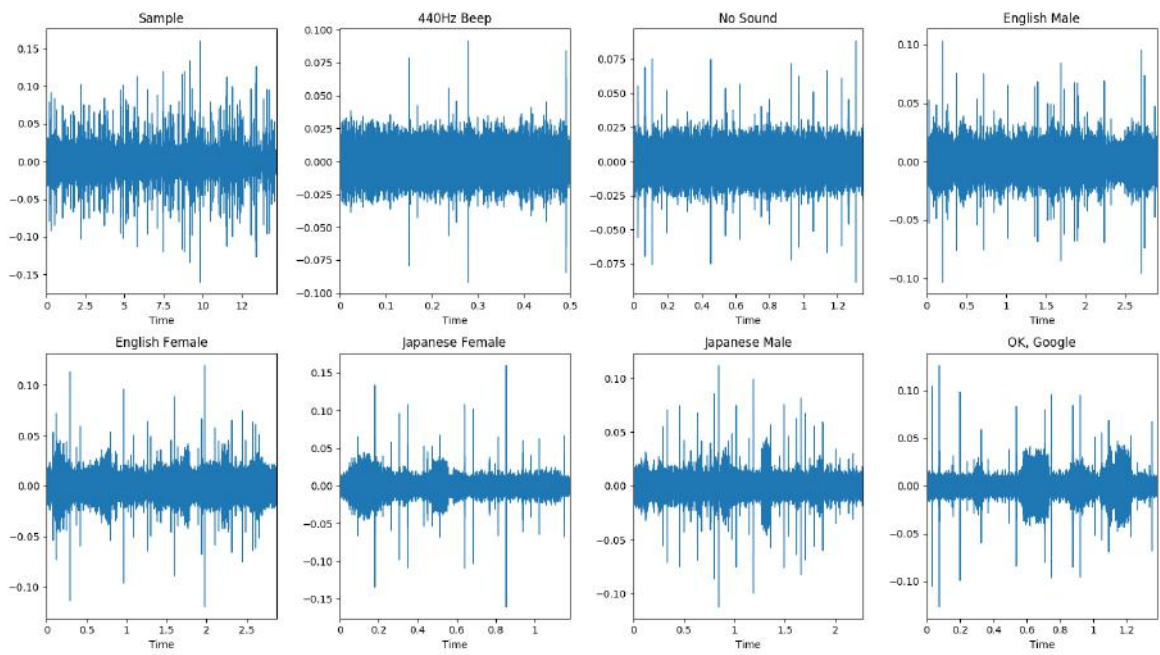 Sample
0.15
0.10
0.05
0.00
−0.05
−0.10
−0.15
0 2.5 5 7.5 10 13
Time
440Hz Beep
0.100
0.075
0.050
0.025
0.000
−0.025
−0.050
−0.075
−0.100
0 0.1 0.2 0.3 0.4 0.5
Time
No Sound
0.075
0.050
0.025
0.000
−0.025
−0.050
−0.075
0 0.2 0.4 0.6 0.8 1 1.2
Time
English Male
0.10
0.05
0.00
−0.05
−0.10
0 0.5 1 1.5 2 2.5
Time
English Female
0.10
0.05
0.00
−0.05
−0.10
0 0.5 1 1.5 2 2.5
Time
Japanese Female
0.15
0.10
0.05
0.00
−0.05
−0.10
−0.15
0 0.2 0.4 0.6 0.8 1
Time
Japanese Male
0.10
0.05
0.00
−0.05
−0.10
0 0.5 1 1.5 2
Time
OK, Google
0.10
0.05
0.00
−0.05
−0.10
0 0.2 0.4 0.6 0.8 1 1.2
Time